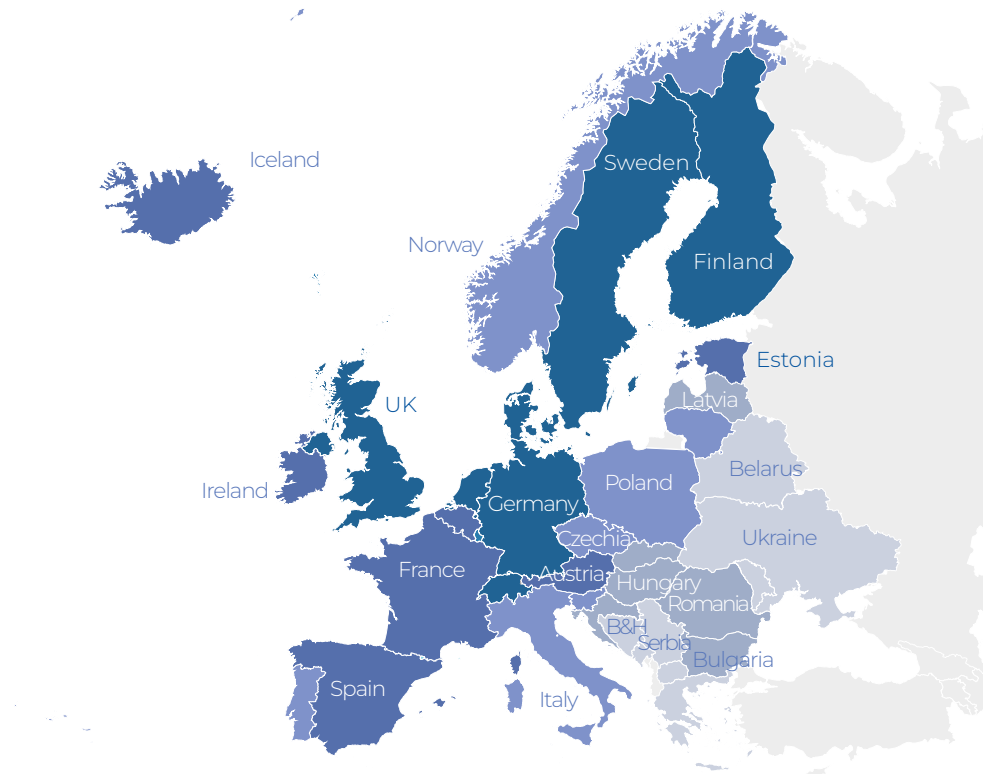 Iceland
Sweden
Norway
Finland
Estonia
UK
Latvia
Belarus
Poland
Ireland
Germany
Ukraine
Czechia
France
Austria
Hungary
Romania
B&H
Serbia
Bulgaria
Spain
Italy